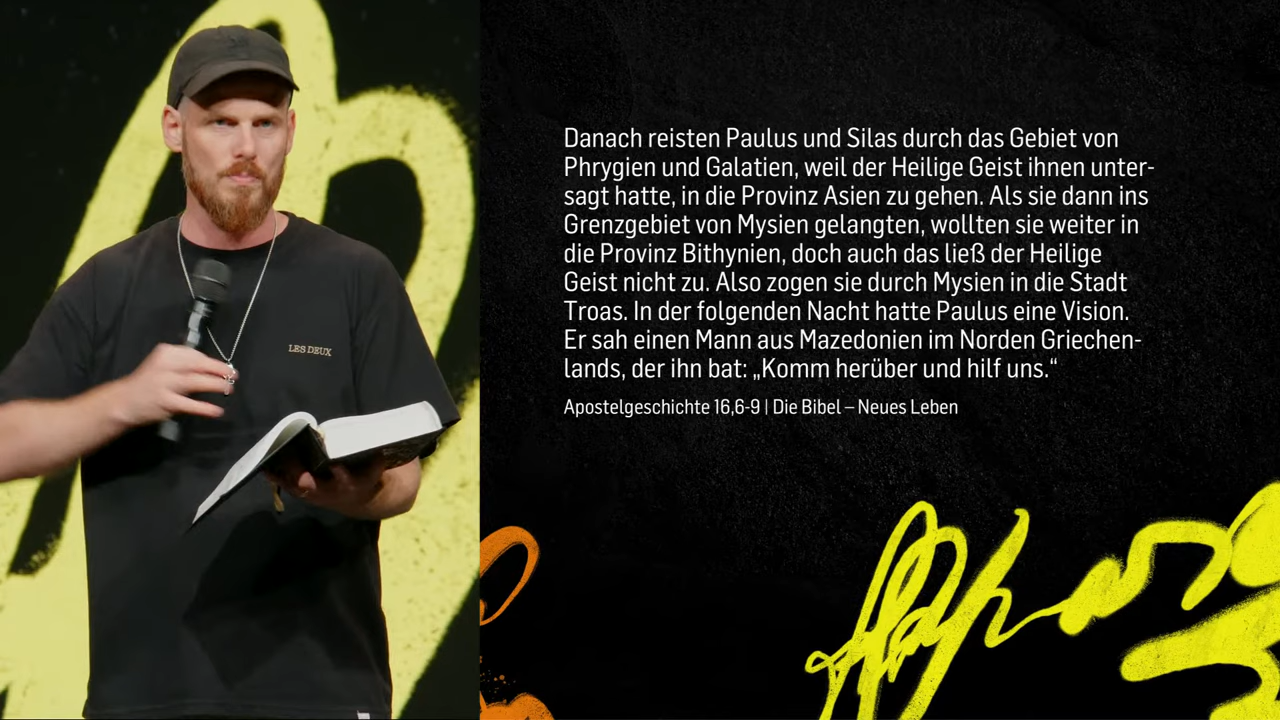 LES DEUX
Danach reisten Paulus und Silas durch das Gebiet von
Phrygien und Galatien, weil der Heilige Geist ihnen unter-
sagt hatte, in die Provinz Asien zu gehen. Als sie dann ins
Grenzgebiet von Mysien gelangten, wollten sie weiter in
die Provinz Bithynien, doch auch das ließ der Heilige
Geist nicht zu. Also zogen sie durch Mysien in die Stadt
Troas. In der folgenden Nacht hatte Paulus eine Vision.
Er sah einen Mann aus Mazedonien im Norden Griechen-
lands, der ihn bat: „Komm herüber und hilf uns.“
Apostelgeschichte 16,6-9 | Die Bibel – Neues Leben